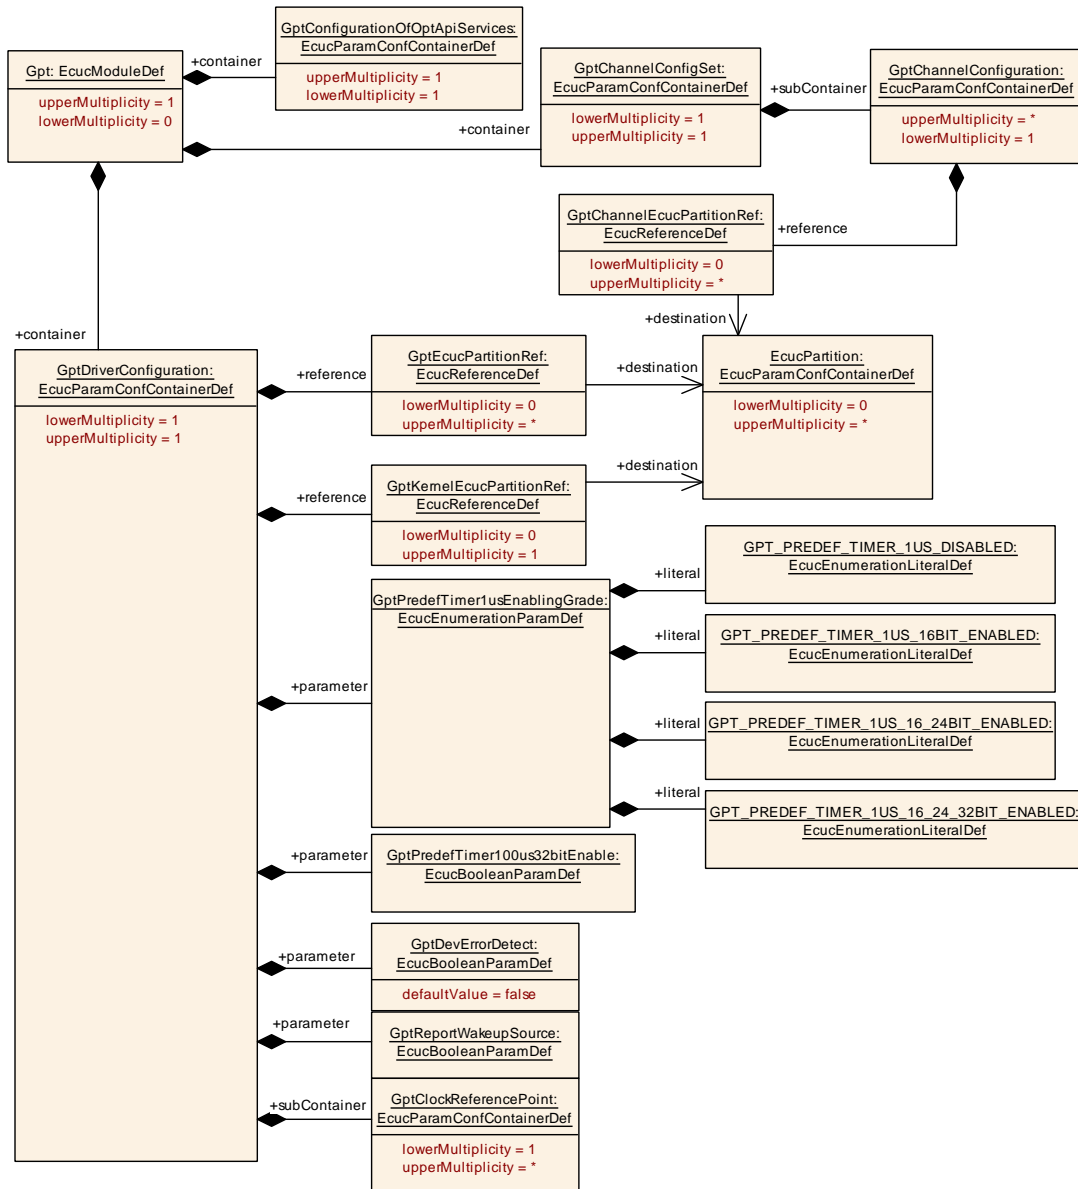 GptConfigurationOfOptApiServices:
EcucParamConfContainerDef
upperMultiplicity = 1
lowerMultiplicity = 1
Gpt: EcucModuleDef
upperMultiplicity = 1
lowerMultiplicity = 0
+container
GptChannelConfigSet:
EcucParamConfContainerDef
lowerMultiplicity = 1
upperMultiplicity = 1
+subContainer
GptChannelConfiguration:
EcucParamConfContainerDef
upperMultiplicity = *
lowerMultiplicity = 1
+container
GptChannelEcucPartitionRef:
EcucReferenceDef
lowerMultiplicity = 0
upperMultiplicity = *
+reference
+destination
+container
GptDriverConfiguration:
EcucParamConfContainerDef
lowerMultiplicity = 1
upperMultiplicity = 1
+reference
GptEcucPartitionRef:
EcucReferenceDef
lowerMultiplicity = 0
upperMultiplicity = *
+destination
EcucPartition:
EcucParamConfContainerDef
lowerMultiplicity = 0
upperMultiplicity = *
+reference
GptKernelEcucPartitionRef:
EcucReferenceDef
lowerMultiplicity = 0
upperMultiplicity = 1
+destination
+parameter
GptPredefTimer1usEnablingGrade:
EcucEnumerationParamDef
+literal
GPT_PREDEF_TIMER_1US_DISABLED:
EcucEnumerationLiteralDef
+literal
GPT_PREDEF_TIMER_1US_16BIT_ENABLED:
EcucEnumerationLiteralDef
+literal
GPT_PREDEF_TIMER_1US_16_24BIT_ENABLED:
EcucEnumerationLiteralDef
+literal
GPT_PREDEF_TIMER_1US_16_24_32BIT_ENABLED:
EcucEnumerationLiteralDef
+parameter
GptPredefTimer100us32bitEnable:
EcucBooleanParamDef
+parameter
GptDevErrorDetect:
EcucBooleanParamDef
defaultValue = false
+parameter
GptReportWakeupSource:
EcucBooleanParamDef
+subContainer
GptClockReferencePoint:
EcucParamConfContainerDef
lowerMultiplicity = 1
upperMultiplicity = *